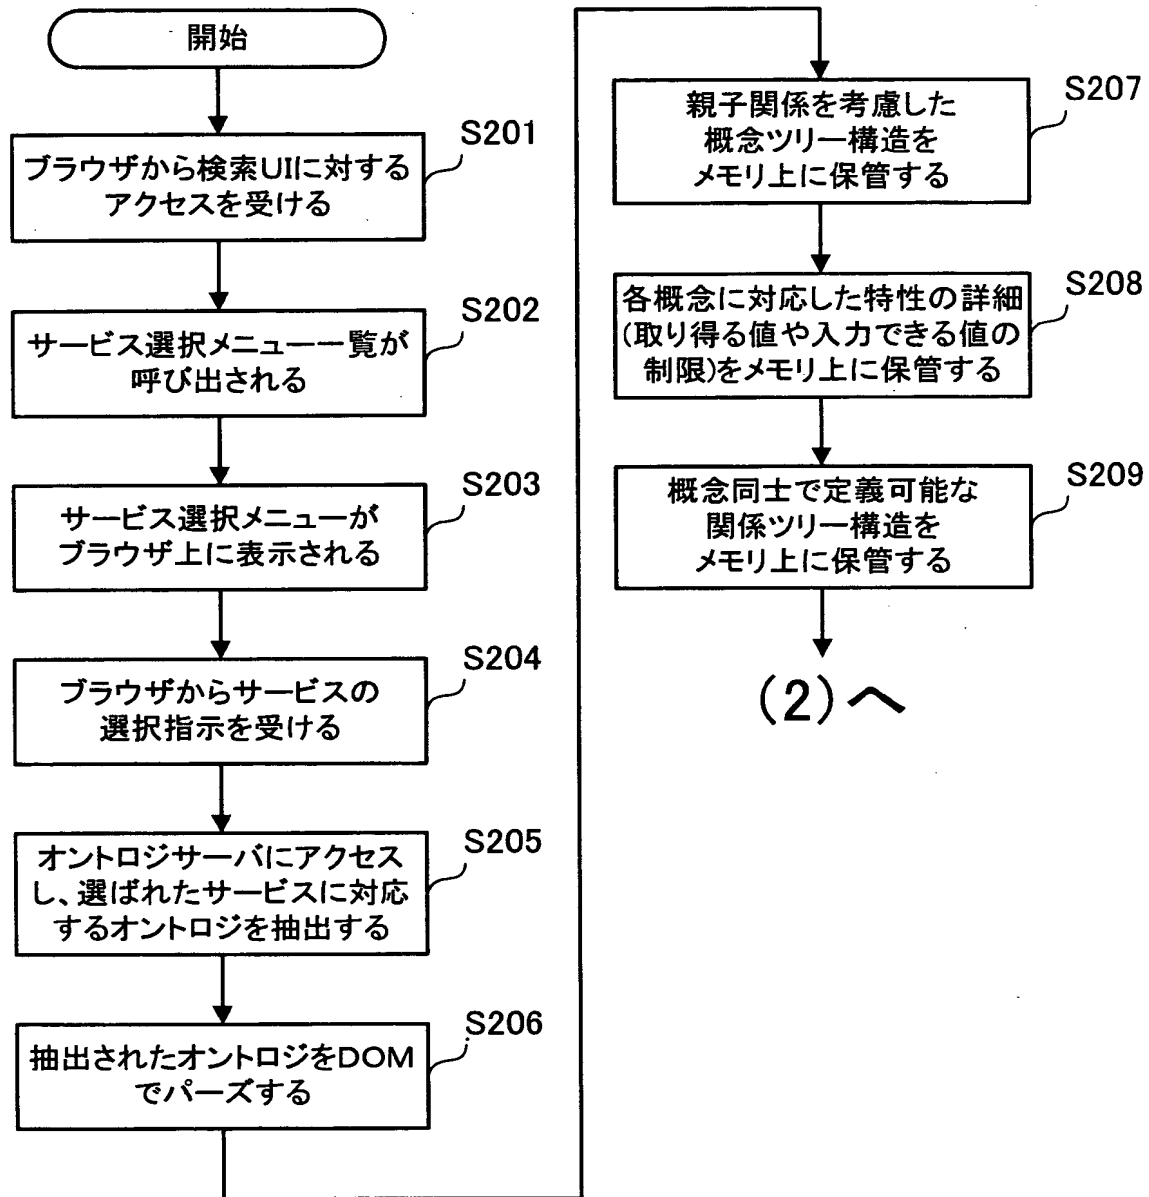 開始
S201
ブラウザから検索UIに対する
アクセスを受ける
S202
サービス選択メニュー一覧が
呼び出される
S203
サービス選択メニューが
ブラウザ上に表示される
S204
ブラウザからサービスの
選択指示を受ける
S205
オントロジサーバにアクセス
し、選ばれたサービスに対応
するオントロジを抽出する
S206
抽出されたオントロジをDOM
でパーズする
S207
親子関係を考慮した
概念ツリー構造を
メモリ上に保管する
S208
各概念に対応した特性の詳細
(取り得る値や入力できる値の
制限)をメモリ上に保管する
S209
概念同士で定義可能な
関係ツリー構造を
メモリ上に保管する
(2)へ